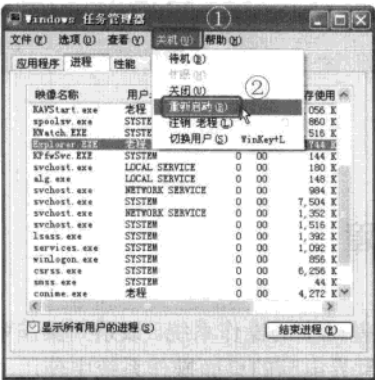 Windows 任务管理器
①
文件(F) 选项(O) 查看(V) 关机(U) 帮助(H)
待机(B)
关闭(U)
②
重新启动(R)
注销 老程(L)
切换用户(S) WinKey+L
应用程序 进程 性能
映像名称 用户 存使用
KAVStart.exe 老程 056 K
spoolsv.exe SYSTE 860 K
KWatch.EXE SYSTE 516 K
Explorer.EXE 老程 744 K
KPfwSvc.EXE SYSTEM 0 00 144 K
svchost.exe LOCAL SERVICE 0 00 180 K
alg.exe LOCAL SERVICE 0 00 148 K
svchost.exe NETWORK SERVICE 0 00 984 K
svchost.exe SYSTEM 0 00 7,504 K
svchost.exe NETWORK SERVICE 0 00 1,352 K
svchost.exe SYSTEM 0 00 1,516 K
lsass.exe SYSTEM 0 00 1,392 K
services.exe SYSTEM 0 00 1,092 K
winlogon.exe SYSTEM 0 00 856 K
csrss.exe SYSTEM 0 00 6,256 K
smss.exe SYSTEM 0 00 44 K
conime.exe 老程 0 00 4,272 K
显示所有用户的进程(S) 结束进程(E)